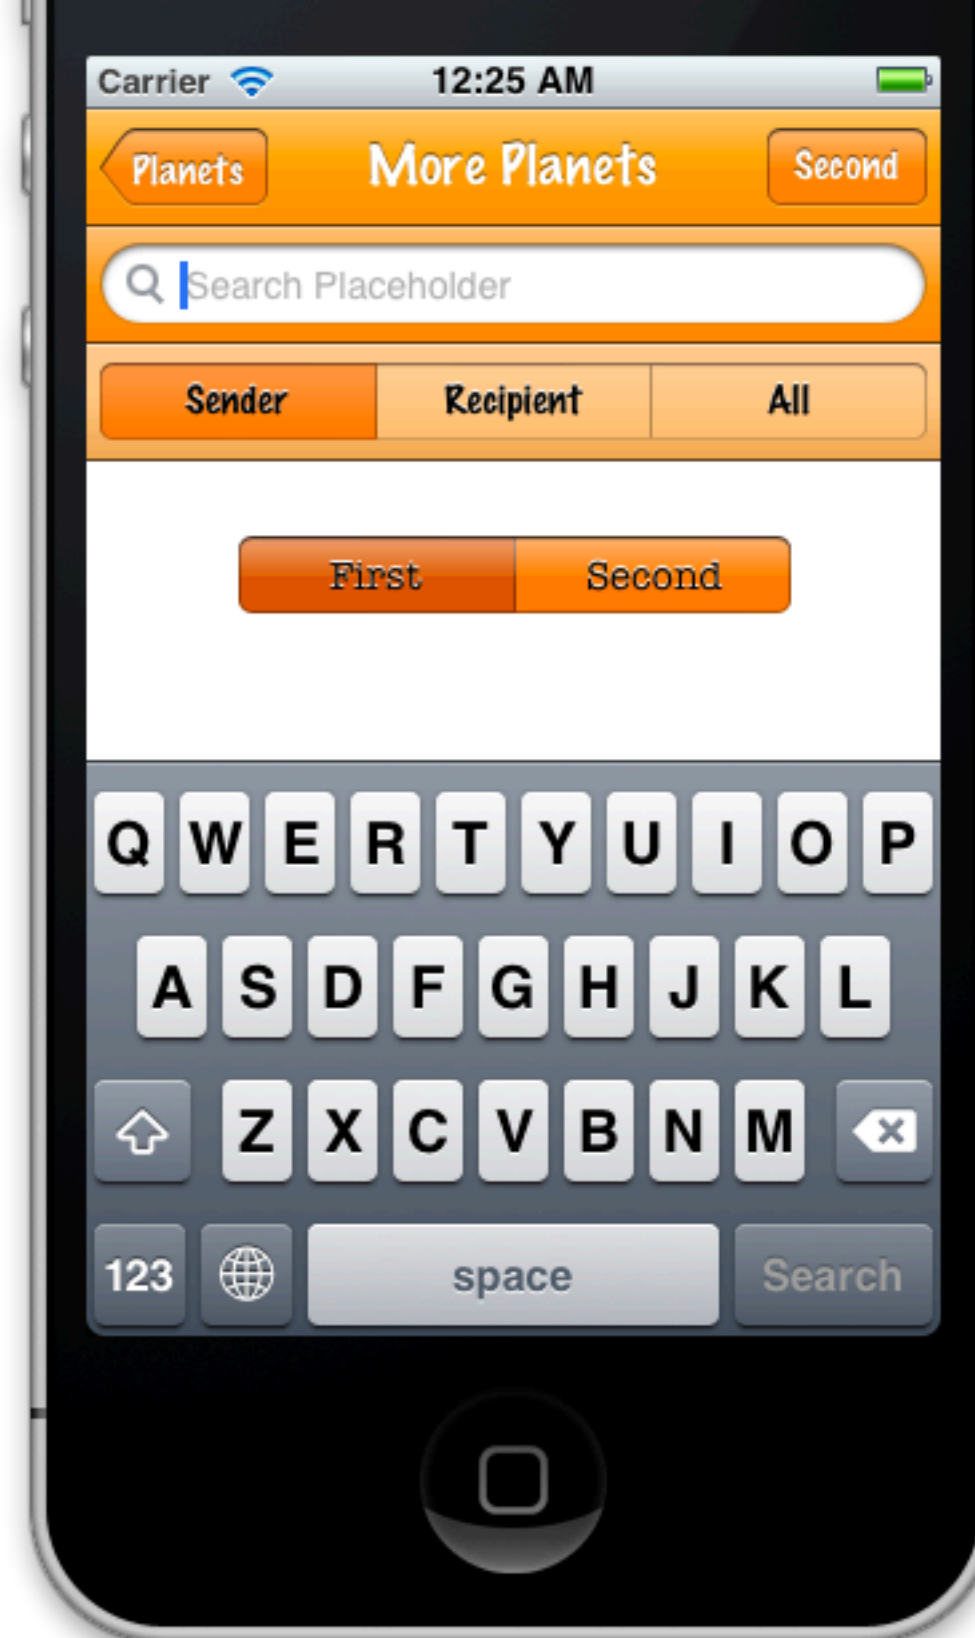 Carrier 12:25 AM
Planets More Planets Second
Search Placeholder
Sender Recipient All
First Second
Q W E R T Y U I O P
A S D F G H J K L
Z X C V B N M
123 space Search